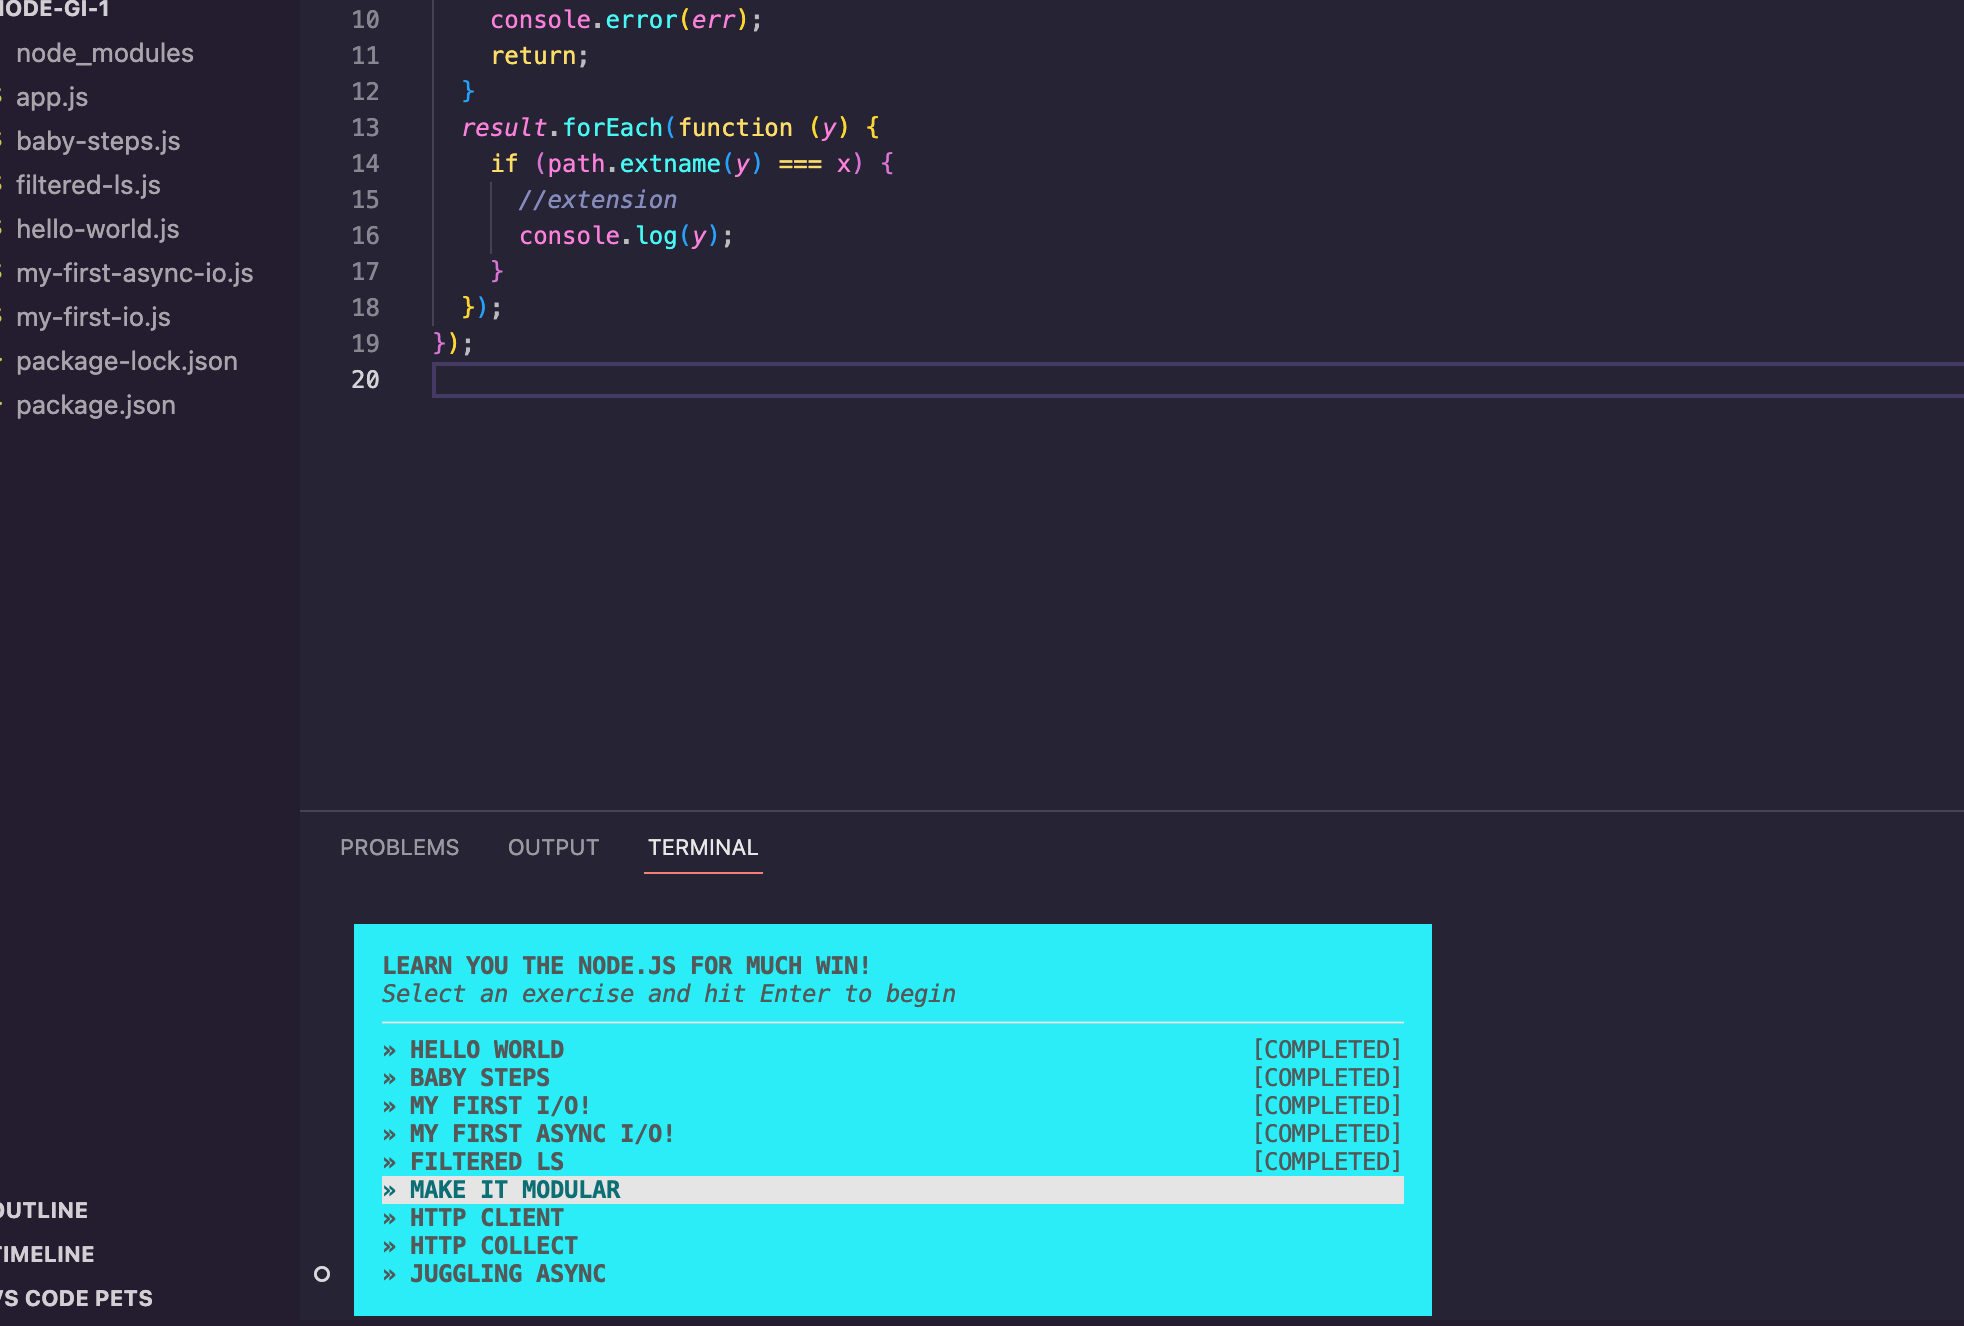 NODE-GI-1
node_modules
app.js
baby-steps.js
filtered-ls.js
hello-world.js
my-first-async-io.js
my-first-io.js
package-lock.json
package.json
OUTLINE
TIMELINE
VS CODE PETS
10 console.error(err);
11 return;
12 }
13 result.forEach(function (y) {
14 if (path.extname(y) === x) {
15 //extension
16 console.log(y);
17 }
18 });
19 });
20
PROBLEMS OUTPUT TERMINAL
LEARN YOU THE NODE.JS FOR MUCH WIN!
Select an exercise and hit Enter to begin
» HELLO WORLD [COMPLETED]
» BABY STEPS [COMPLETED]
» MY FIRST I/O! [COMPLETED]
» MY FIRST ASYNC I/O! [COMPLETED]
» FILTERED LS [COMPLETED]
» MAKE IT MODULAR
» HTTP CLIENT
» HTTP COLLECT
» JUGGLING ASYNC